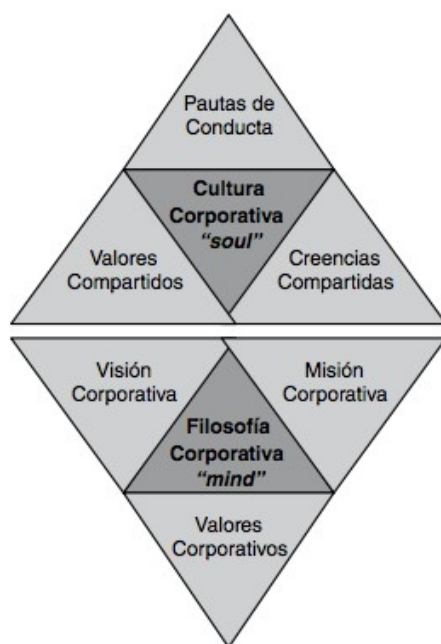 Pautas de
Conducta
Cultura
Corporativa
“soul”
Valores
Compartidos
Creencias
Compartidas
Visión
Corporativa
Misión
Corporativa
Filosofía
Corporativa
“mind”
Valores
Corporativos